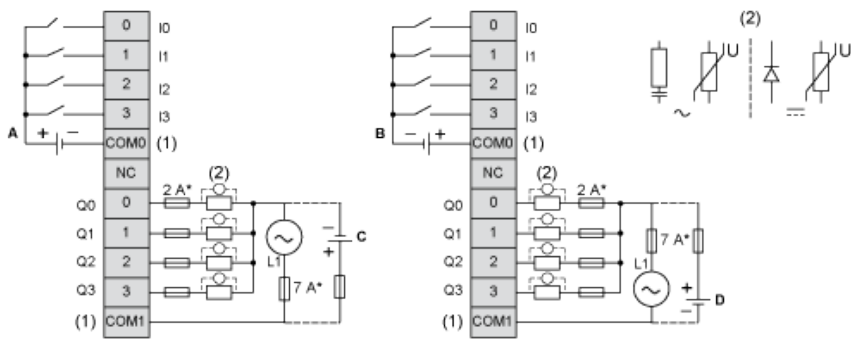 0 I0
1 I1
2 I2
3 I3
A + − COM0 (1)
NC
(2)
2 A*
Q0 0
Q1 1
Q2 2
Q3 3
− + C
L1
7 A*
(1) COM1
0 I0
1 I1
2 I2
3 I3
B − + COM0 (1)
NC
(2)
2 A*
Q0 0
Q1 1
Q2 2
Q3 3
7 A*
L1
+ − D
(1) COM1
(2)
U U